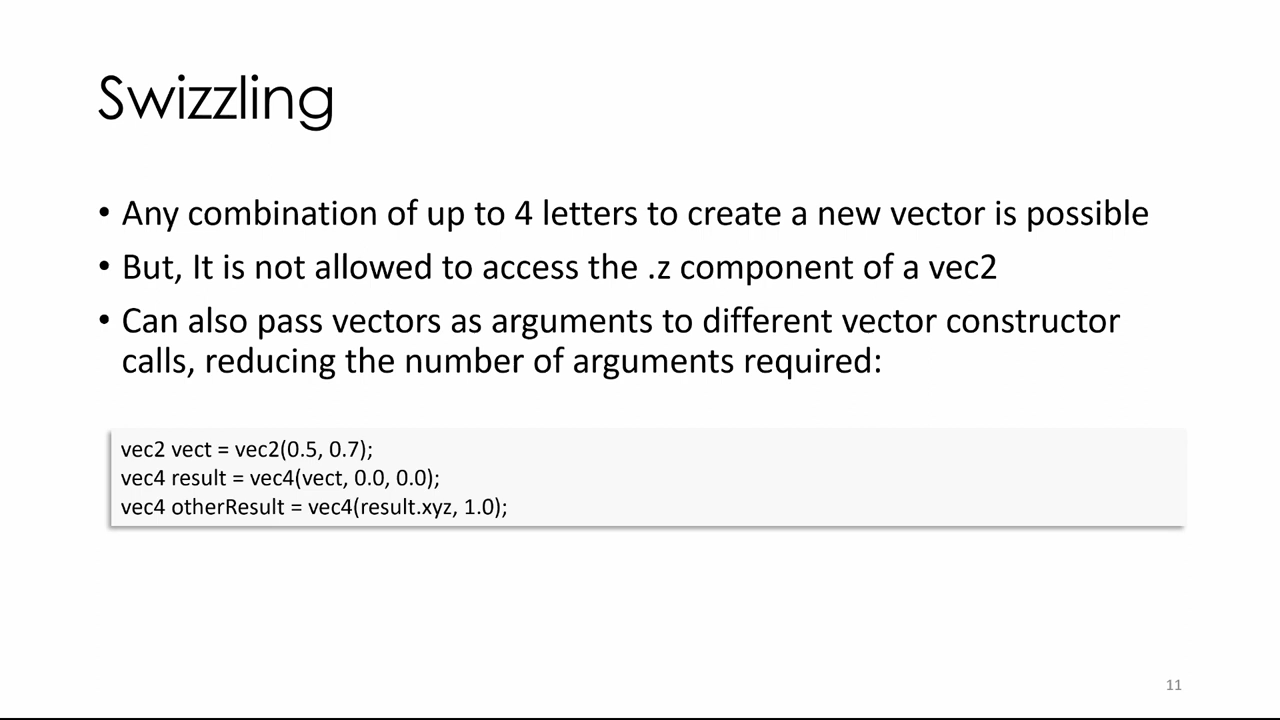 Swizzling
• Any combination of up to 4 letters to create a new vector is possible
• But, It is not allowed to access the .z component of a vec2
• Can also pass vectors as arguments to different vector constructor
calls, reducing the number of arguments required:
vec2 vect = vec2(0.5, 0.7);
vec4 result = vec4(vect, 0.0, 0.0);
vec4 otherResult = vec4(result.xyz, 1.0);
11